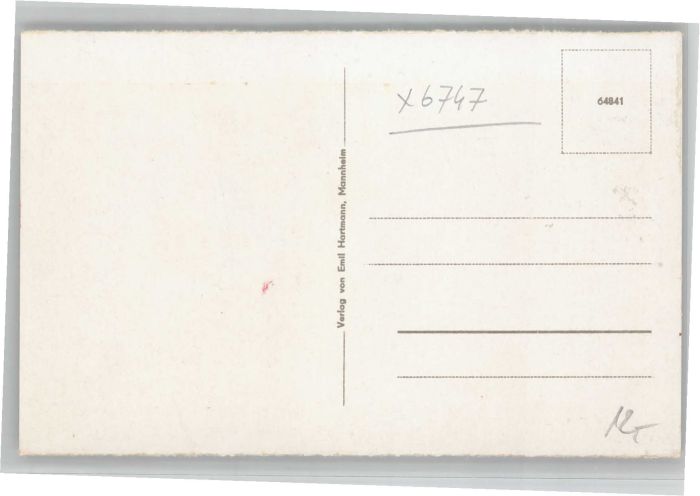 x6747
64841
Verlag von Emil Hartmann, Mannheim